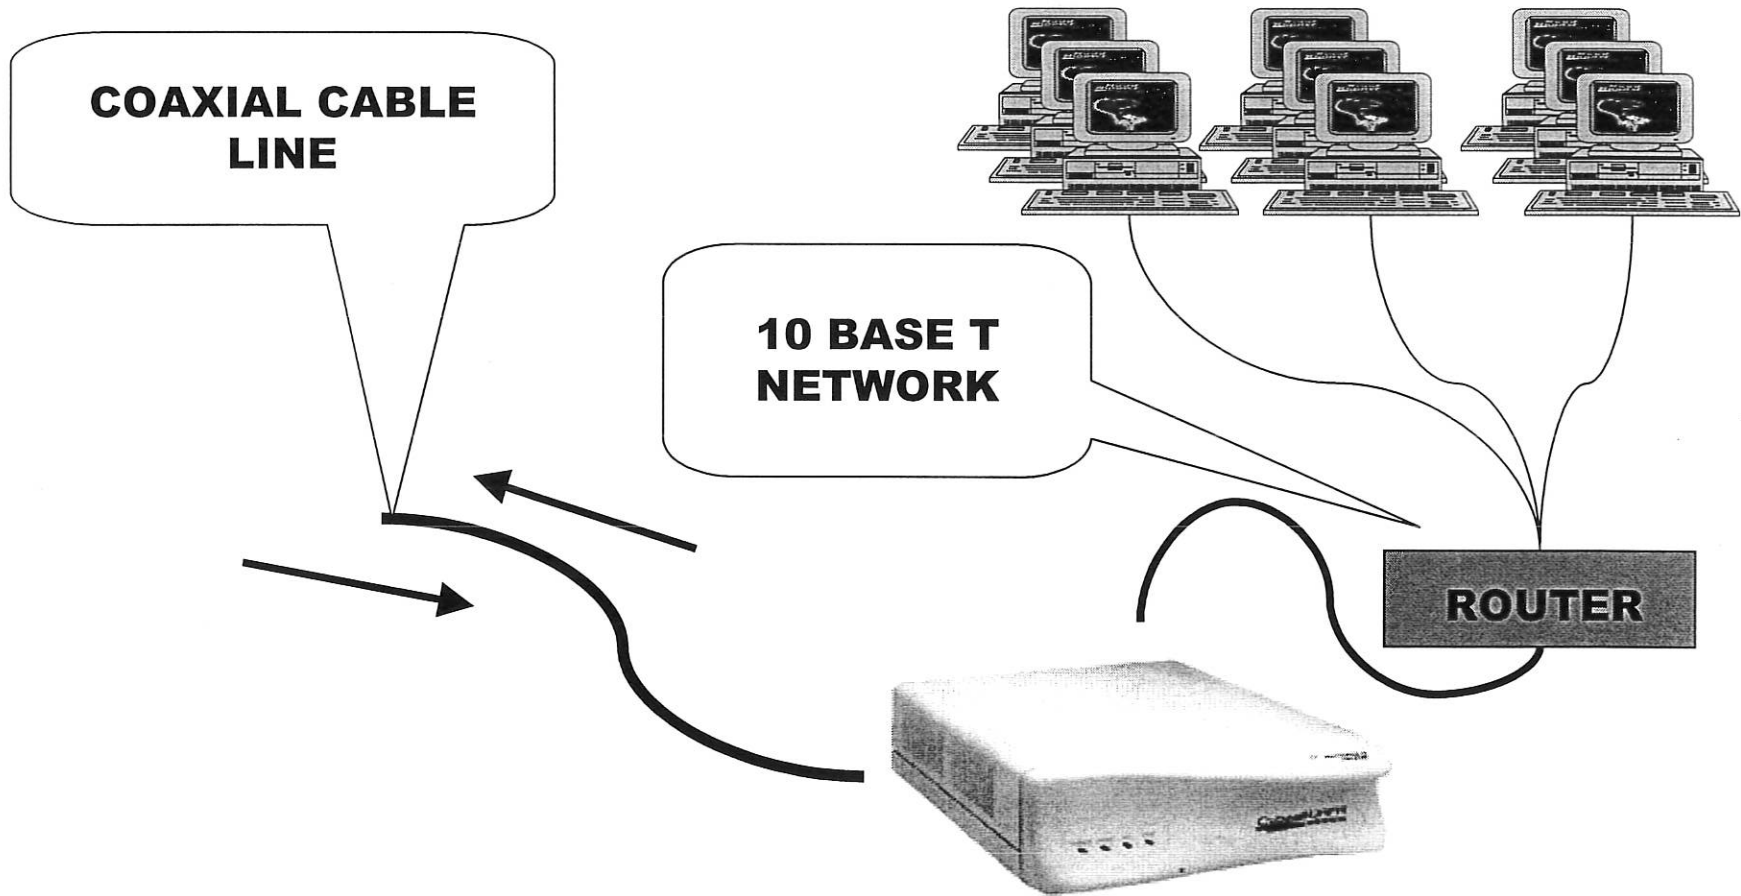 COAXIAL CABLE
LINE
10 BASE T
NETWORK
ROUTER